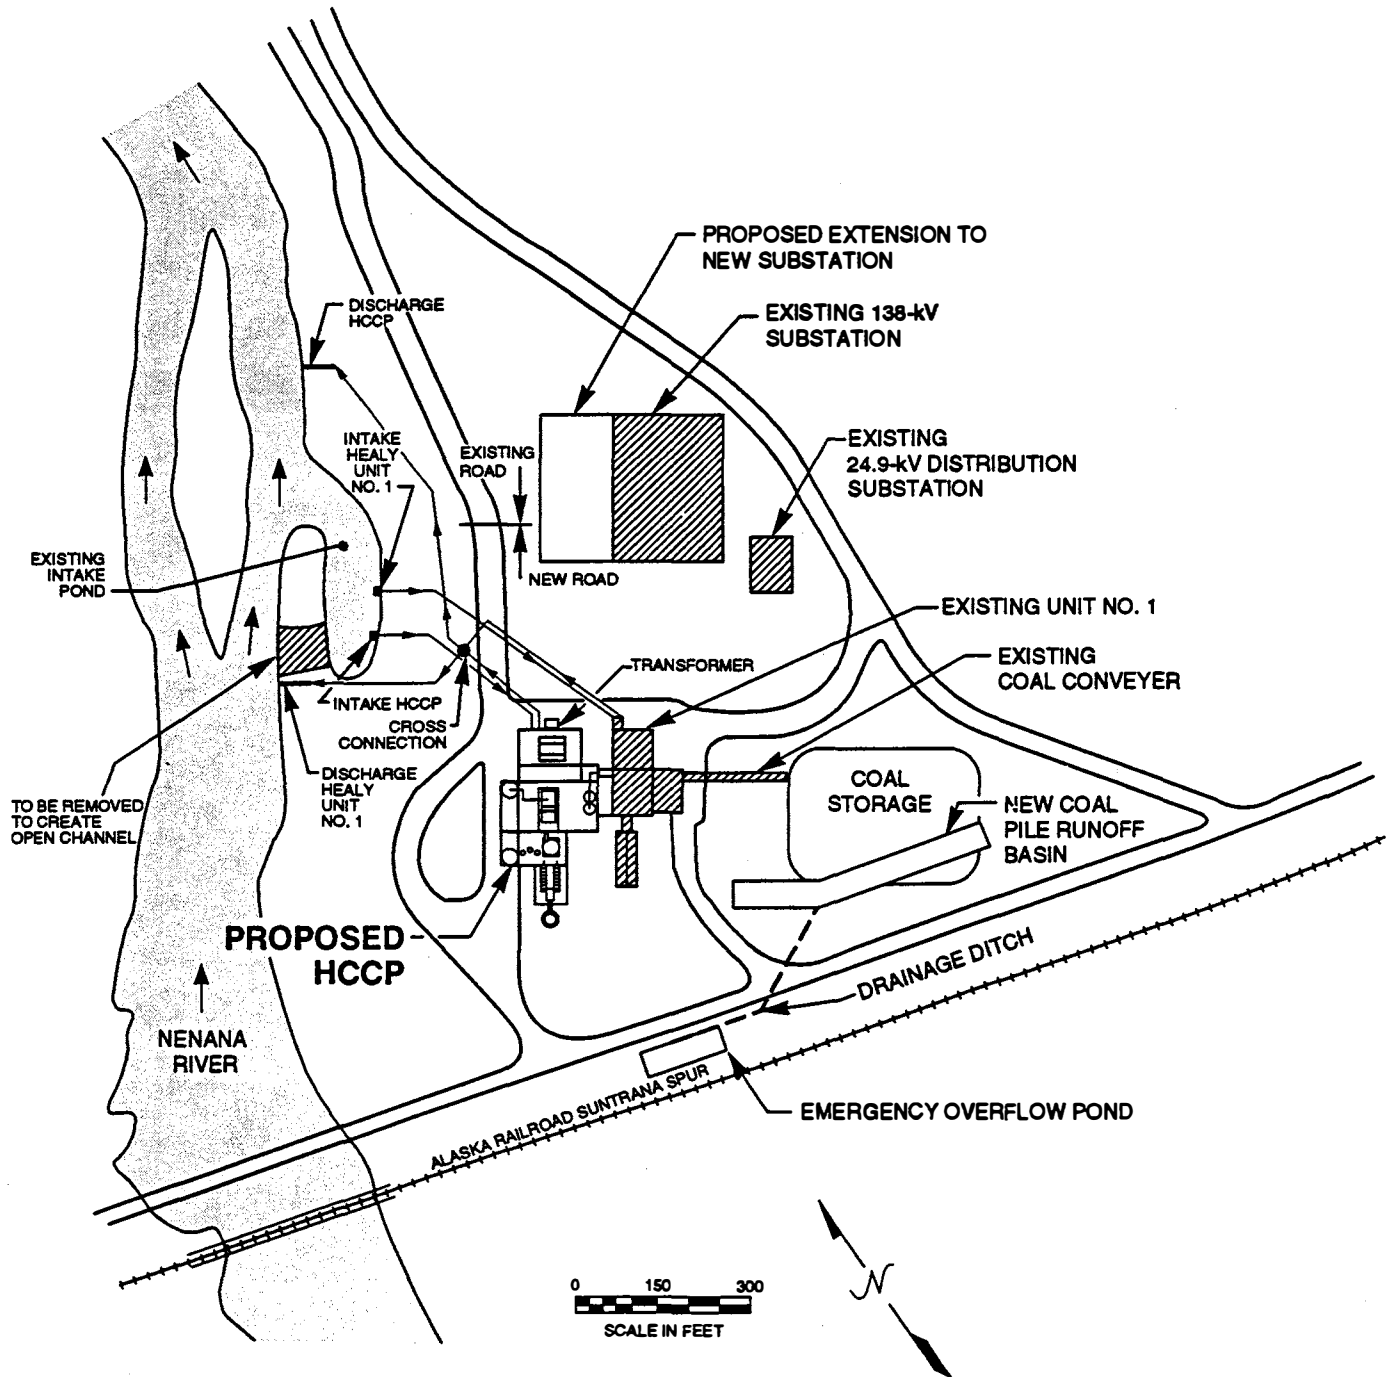 PROPOSED EXTENSION TO
NEW SUBSTATION
DISCHARGE
HCCP
EXISTING 138-kV
SUBSTATION
INTAKE
HEALY
UNIT
NO. 1
EXISTING
ROAD
EXISTING
24.9-kV DISTRIBUTION
SUBSTATION
EXISTING
INTAKE
POND
NEW ROAD
EXISTING UNIT NO. 1
TRANSFORMER
EXISTING
COAL CONVEYER
INTAKE HCCP
CROSS
CONNECTION
DISCHARGE
HEALY
UNIT
NO. 1
TO BE REMOVED
TO CREATE
OPEN CHANNEL
COAL
STORAGE
NEW COAL
PILE RUNOFF
BASIN
PROPOSED
HCCP
DRAINAGE DITCH
NENANA
RIVER
ALASKA RAILROAD SUNTRANA SPUR
EMERGENCY OVERFLOW POND
0 150 300
SCALE IN FEET
N